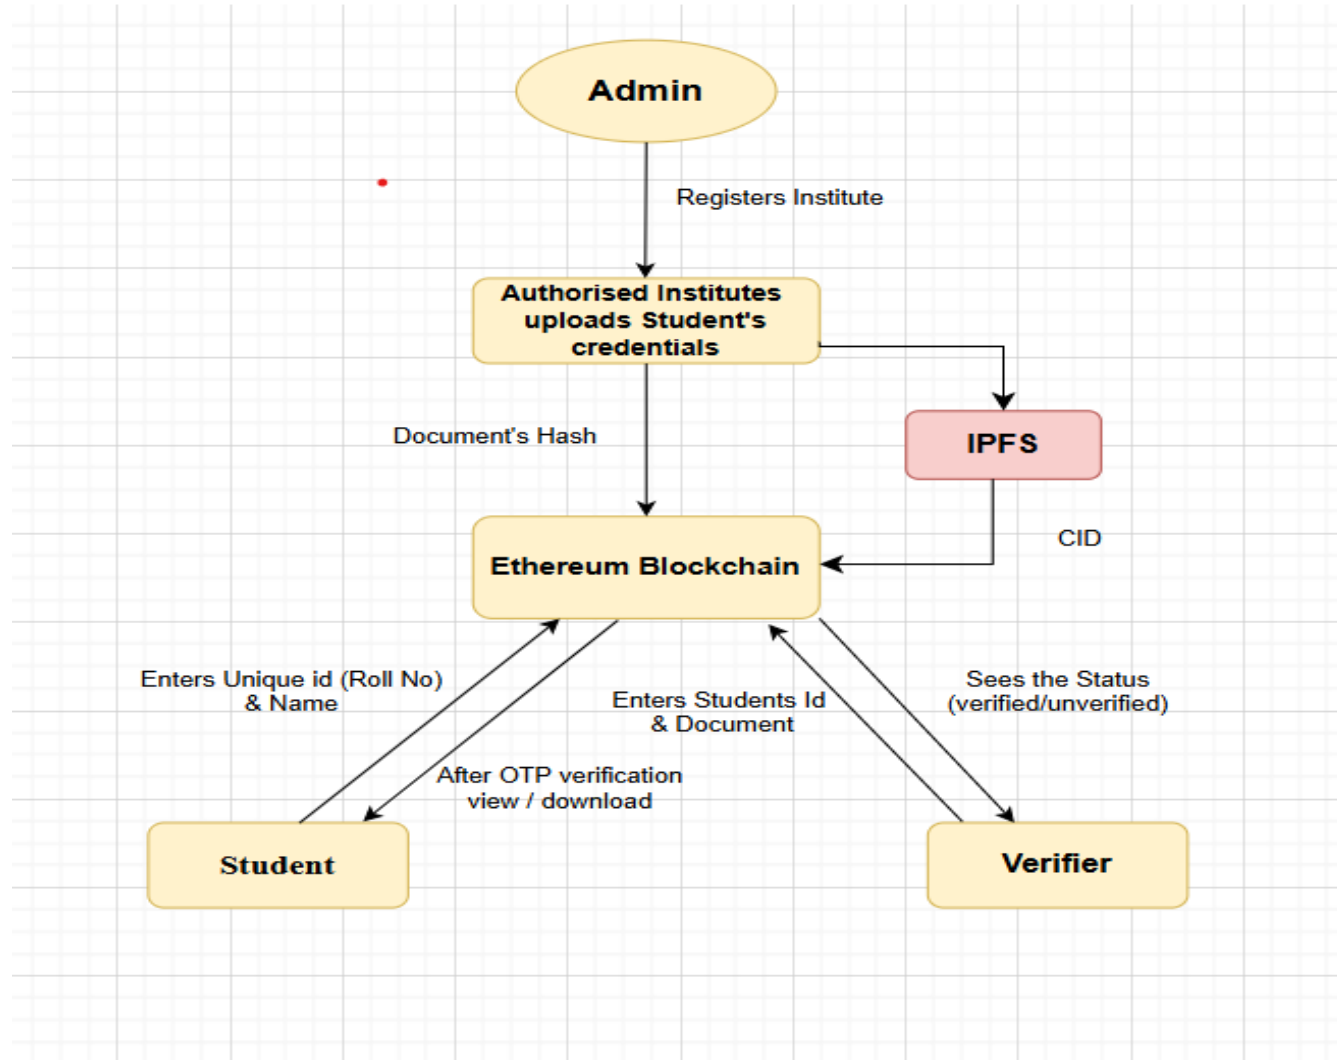 Admin
Registers Institute
Authorised Institutes
uploads Student's
credentials
Document's Hash
IPFS
CID
Ethereum Blockchain
Enters Unique id (Roll No)
& Name
Enters Students Id
& Document
Sees the Status
(verified/unverified)
After OTP verification
view / download
Student
Verifier